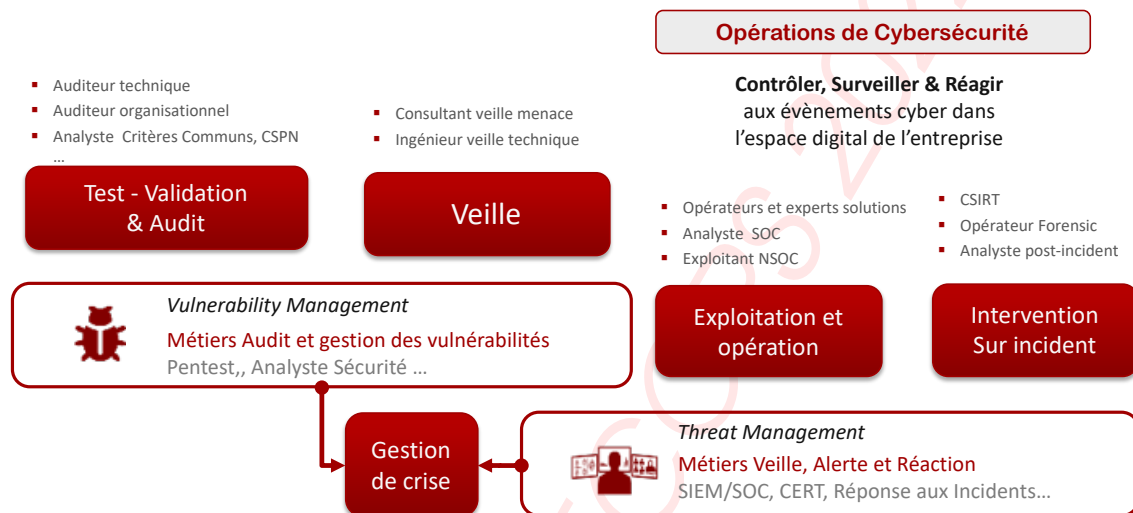 Opérations de Cybersécurité
Contrôler, Surveiller & Réagir
aux évènements cyber dans
l'espace digital de l'entreprise
▪ Auditeur technique
▪ Auditeur organisationnel
▪ Analyste Critères Communs, CSPN
...
Test - Validation
& Audit
▪ Consultant veille menace
▪ Ingénieur veille technique
Veille
▪ Opérateurs et experts solutions
▪ Analyste SOC
▪ Exploitant NSOC
Exploitation et
opération
▪ CSIRT
▪ Opérateur Forensic
▪ Analyste post-incident
Intervention
Sur incident
Vulnerability Management
Métiers Audit et gestion des vulnérabilités
Pentest,, Analyste Sécurité ...
Gestion
de crise
Threat Management
Métiers Veille, Alerte et Réaction
SIEM/SOC, CERT, Réponse aux Incidents...